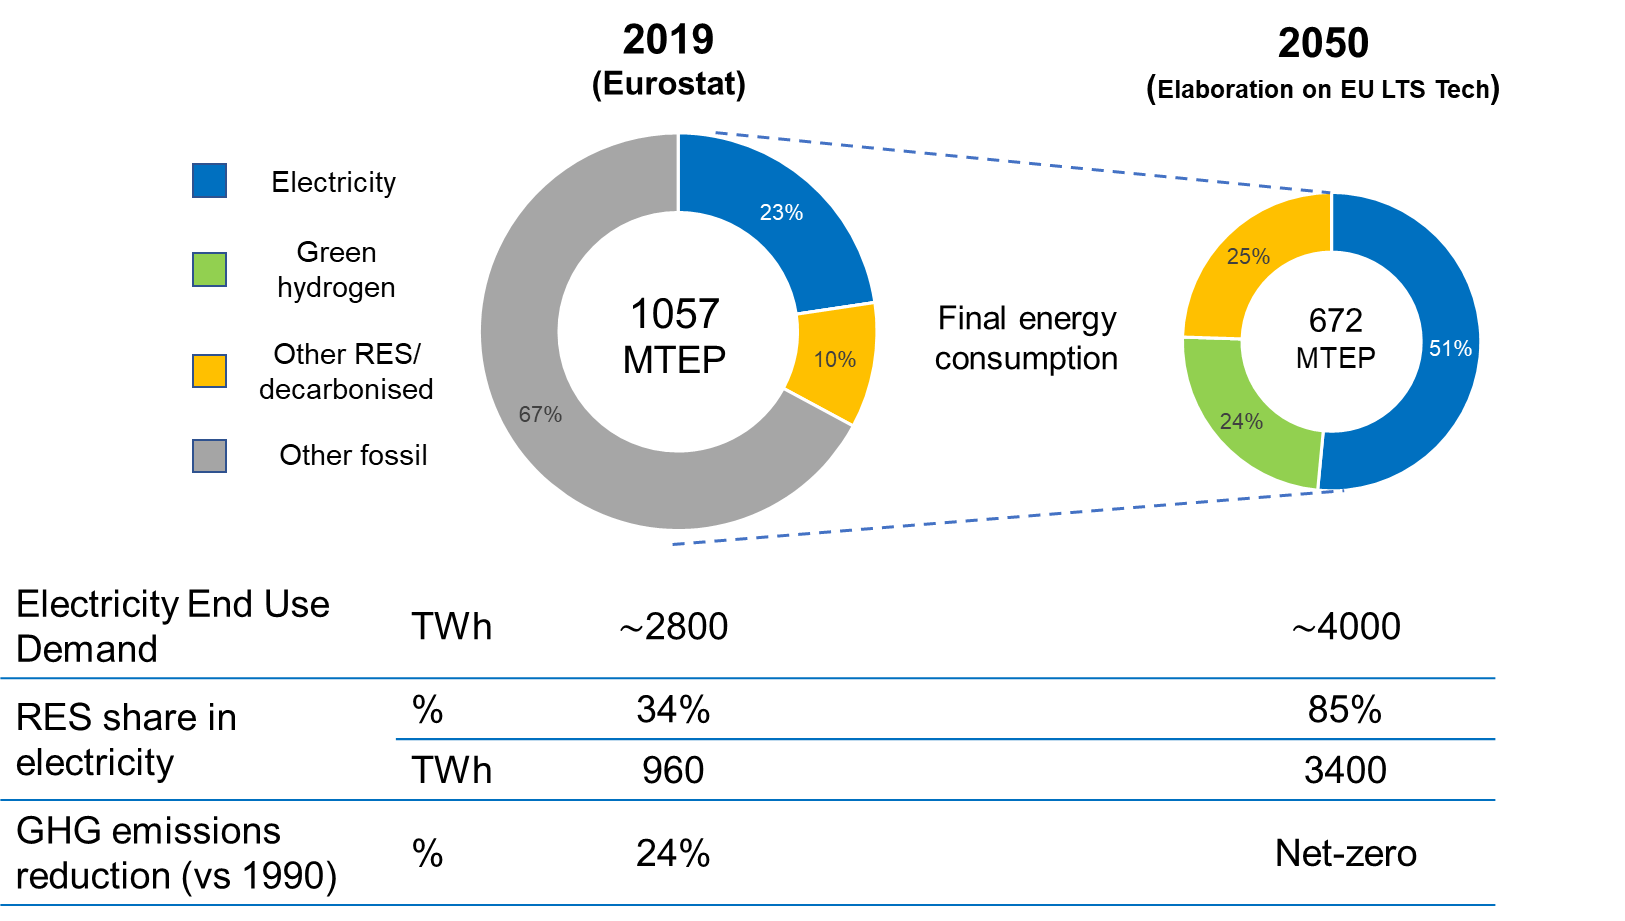 2019
(Eurostat)
2050
(Elaboration on EU LTS Tech)
Electricity
Green
hydrogen
Other RES/
decarbonised
Other fossil
23%
10%
67%
1057
MTEP
Final energy
consumption
25%
24%
51%
672
MTEP
Electricity End Use
Demand
TWh
~2800
~4000
RES share in
electricity
%
34%
85%
TWh
960
3400
GHG emissions
reduction (vs 1990)
%
24%
Net-zero